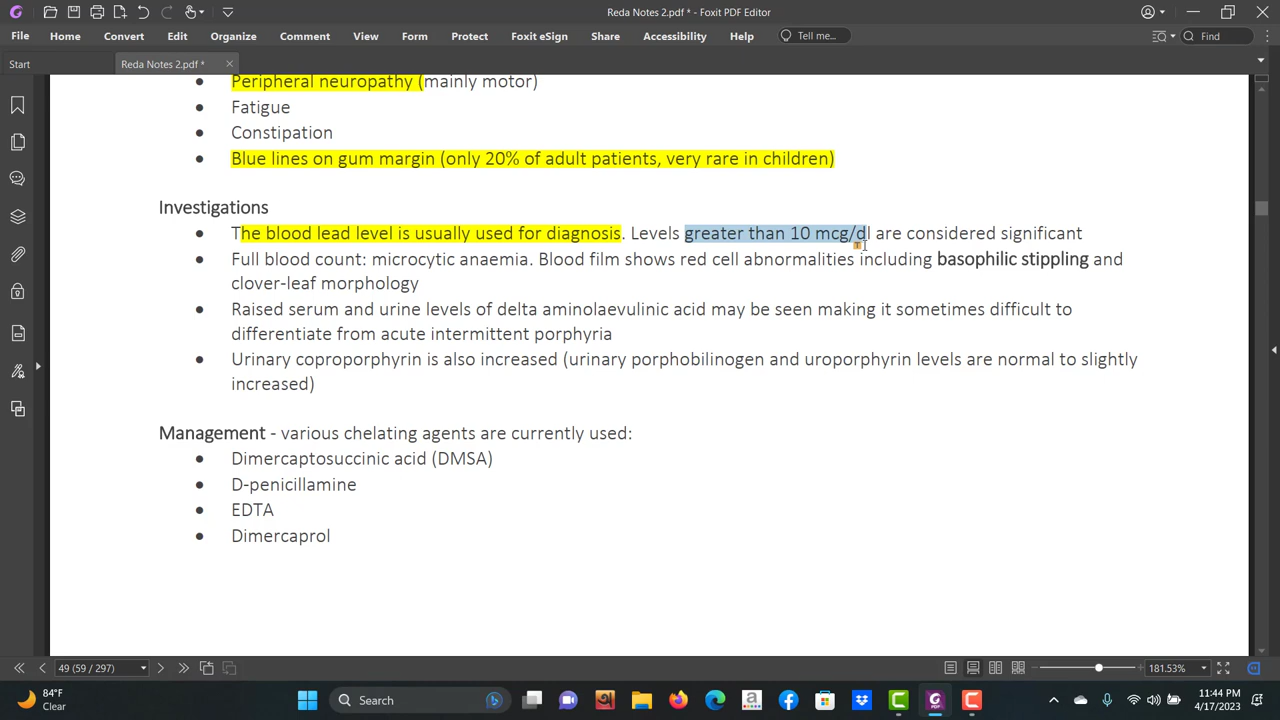 Reda Notes 2.pdf * - Foxit PDF Editor
File Home Convert Edit Organize Comment View Form Protect Foxit eSign Share Accessibility Help Tell me... Find
Start Reda Notes 2.pdf *
• Peripheral neuropathy (mainly motor)
• Fatigue
• Constipation
• Blue lines on gum margin (only 20% of adult patients, very rare in children)
Investigations
• The blood lead level is usually used for diagnosis. Levels greater than 10 mcg/dl are considered significant
• Full blood count: microcytic anaemia. Blood film shows red cell abnormalities including basophilic stippling and
clover-leaf morphology
• Raised serum and urine levels of delta aminolaevulinic acid may be seen making it sometimes difficult to
differentiate from acute intermittent porphyria
• Urinary coproporphyrin is also increased (urinary porphobilinogen and uroporphyrin levels are normal to slightly
increased)
Management - various chelating agents are currently used:
• Dimercaptosuccinic acid (DMSA)
• D-penicillamine
• EDTA
• Dimercaprol
49 (59 / 297) 181.53%
84°F
Clear
Search
11:44 PM
4/17/2023